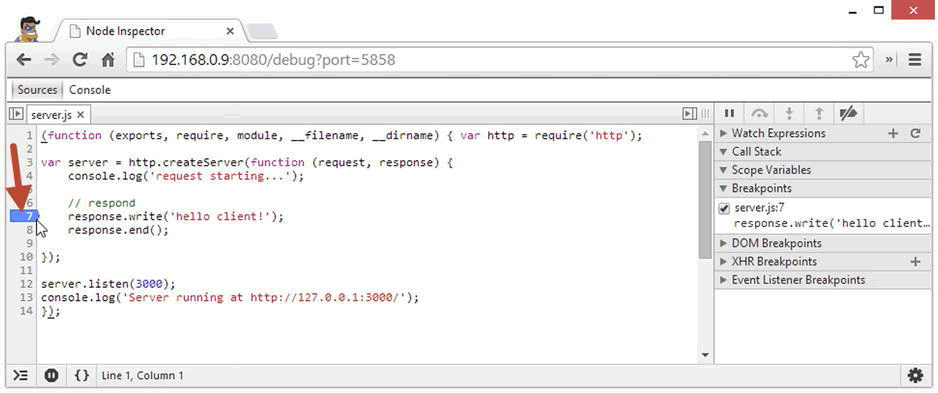 Node Inspector
192.168.0.9:8080/debug?port=5858
Sources Console
server.js
1 (function (exports, require, module, __filename, __dirname) { var http = require('http');
2
3 var server = http.createServer(function (request, response) {
4 console.log('request starting...');
5
6 // respond
7 response.write('hello client!');
8 response.end();
9
10 });
11
12 server.listen(3000);
13 console.log('Server running at http://127.0.0.1:3000/');
14 });
Watch Expressions
Call Stack
Scope Variables
Breakpoints
server.js:7
response.write('hello client...
DOM Breakpoints
XHR Breakpoints
Event Listener Breakpoints
Line 1, Column 1